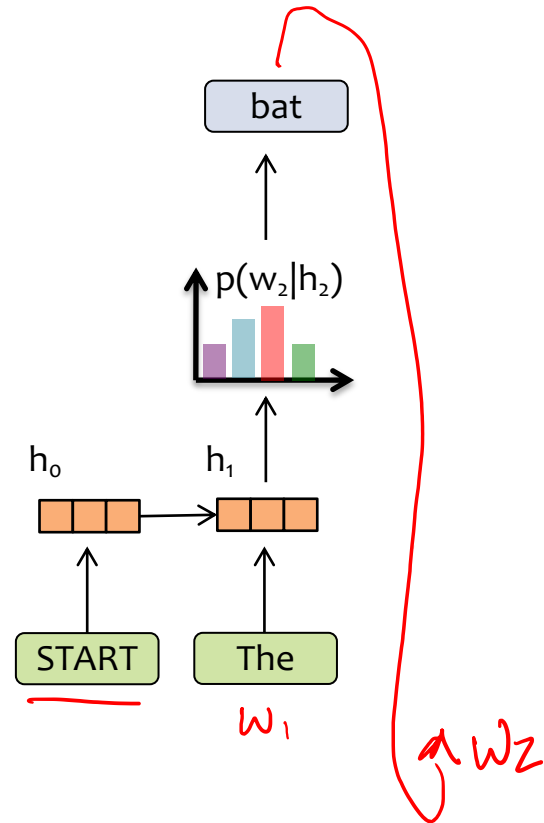 bat
p(w₂|h₂)
h₀ h₁
START The
w₁
w₂